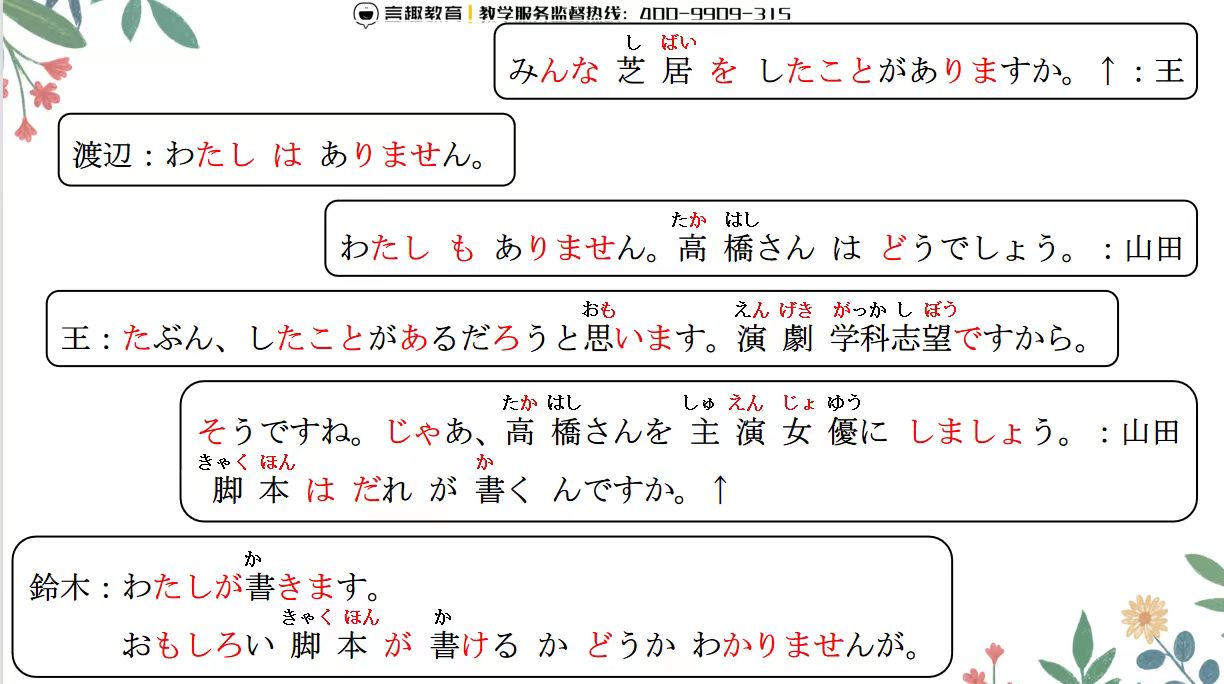 言趣教育 | 教学服务监督热线：400-9909-315
し ばい
みんな 芝 居 を したことがありますか。↑：王
渡辺：わたし は ありません。
たか はし
わたし も ありません。高 橋さん は どうでしょう。：山田
おも えん げき がっか し ぼう
王：たぶん、したことがあるだろうと思います。演 劇 学科志望ですから。
たか はし しゅ えん じょ ゆう
そうですね。じゃあ、高 橋さんを 主 演 女 優に しましょう。：山田
きゃく ほん か
脚 本 は だれ が 書く んですか。↑
か
鈴木：わたしが書きます。
きゃく ほん か
おもしろい 脚 本 が 書ける か どうか わかりませんが。